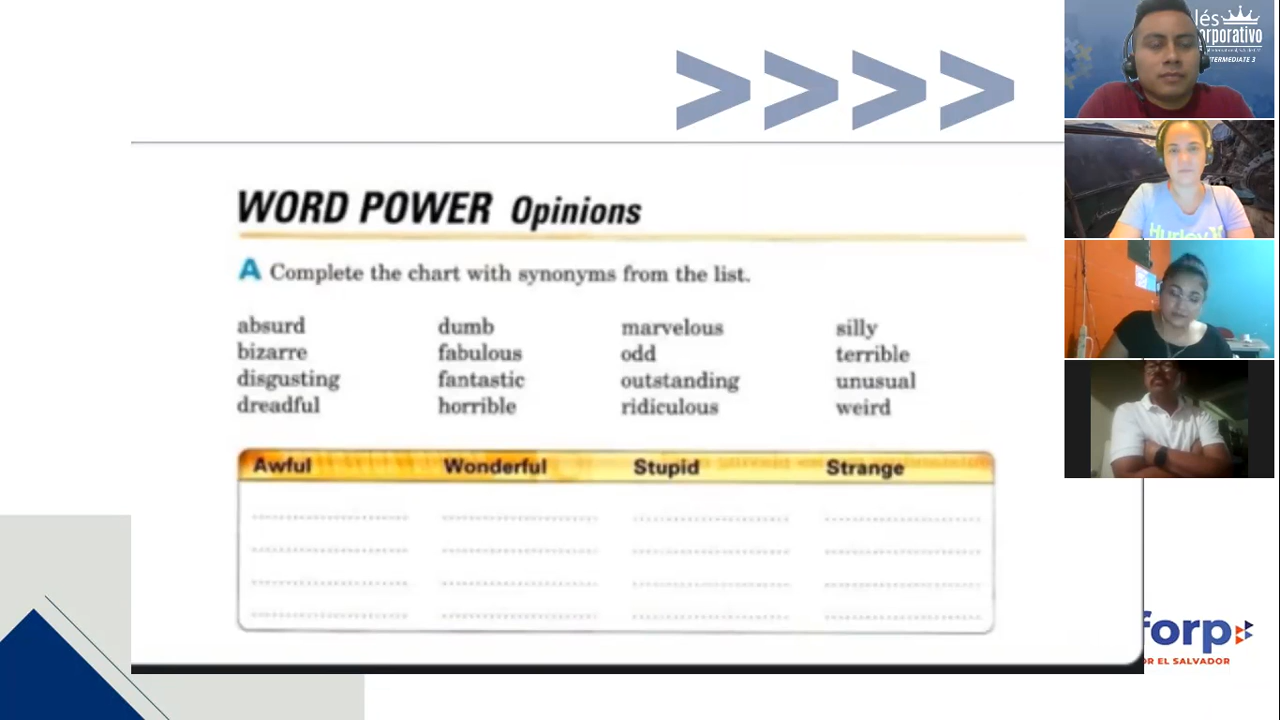 >>>>
WORD POWER Opinions
A Complete the chart with synonyms from the list.
absurd dumb marvelous silly
bizarre fabulous odd terrible
disgusting fantastic outstanding unusual
dreadful horrible ridiculous weird
Awful Wonderful Stupid Strange
lés
orporativo
TERMEDIATE 3
Hurley
forp
OR EL SALVADOR